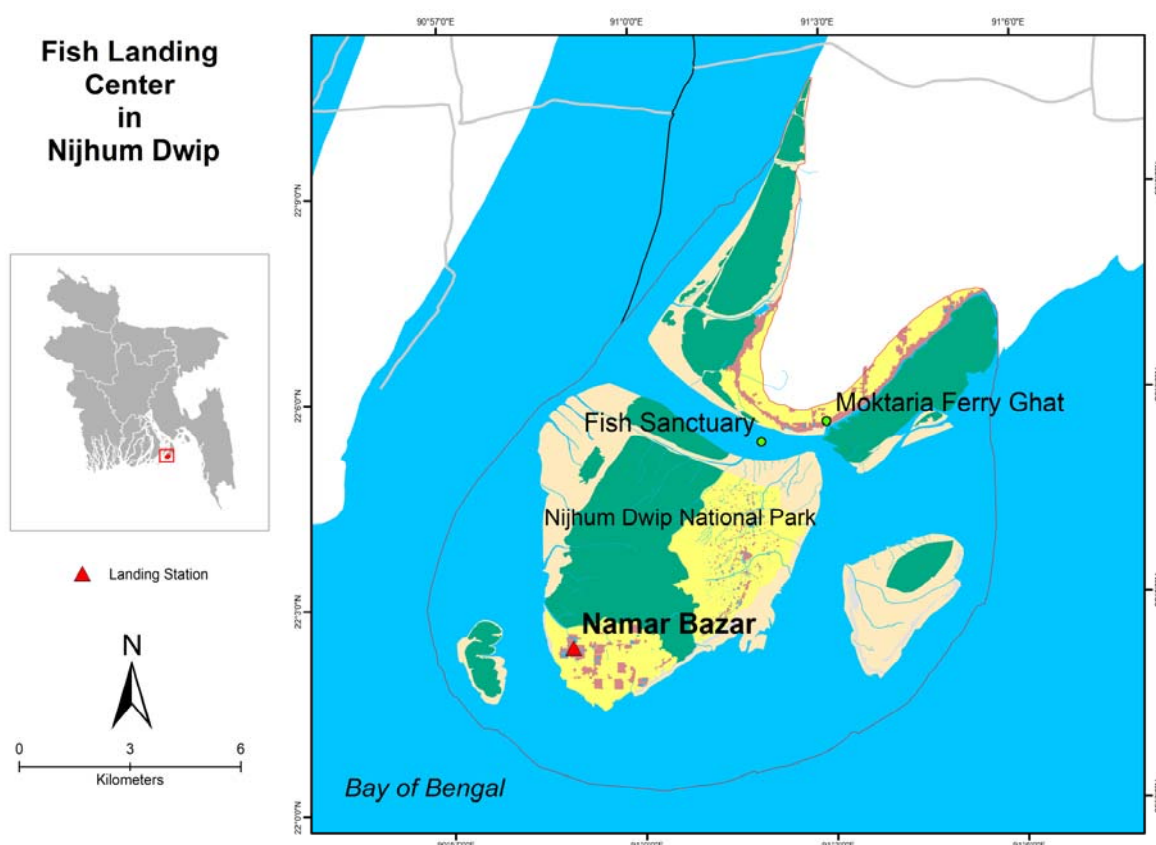 Fish Landing
Center
in
Nijhum Dwip
Landing Station
N
0 3 6
Kilometers
90°57'0"E 91°0'0"E 91°3'0"E 91°6'0"E
22°9'0"N
22°6'0"N
22°3'0"N
22°0'0"N
Fish Sanctuary
Moktaria Ferry Ghat
Nijhum Dwip National Park
Namar Bazar
Bay of Bengal